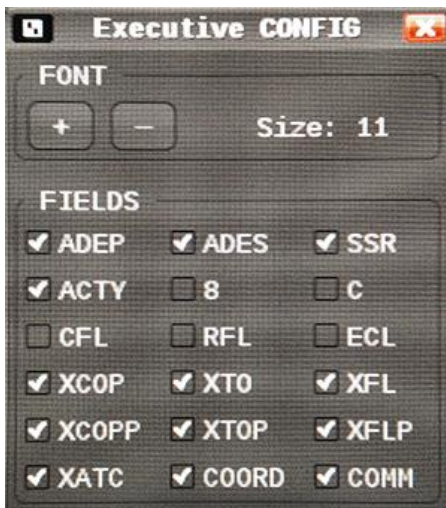 Executive CONFIG
FONT
+ - Size: 11
FIELDS
ADEP ADES SSR
ACTY 8 C
CFL RFL ECL
XCOP XTO XFL
XCOPP XTOP XFLP
XATC COORD COMM